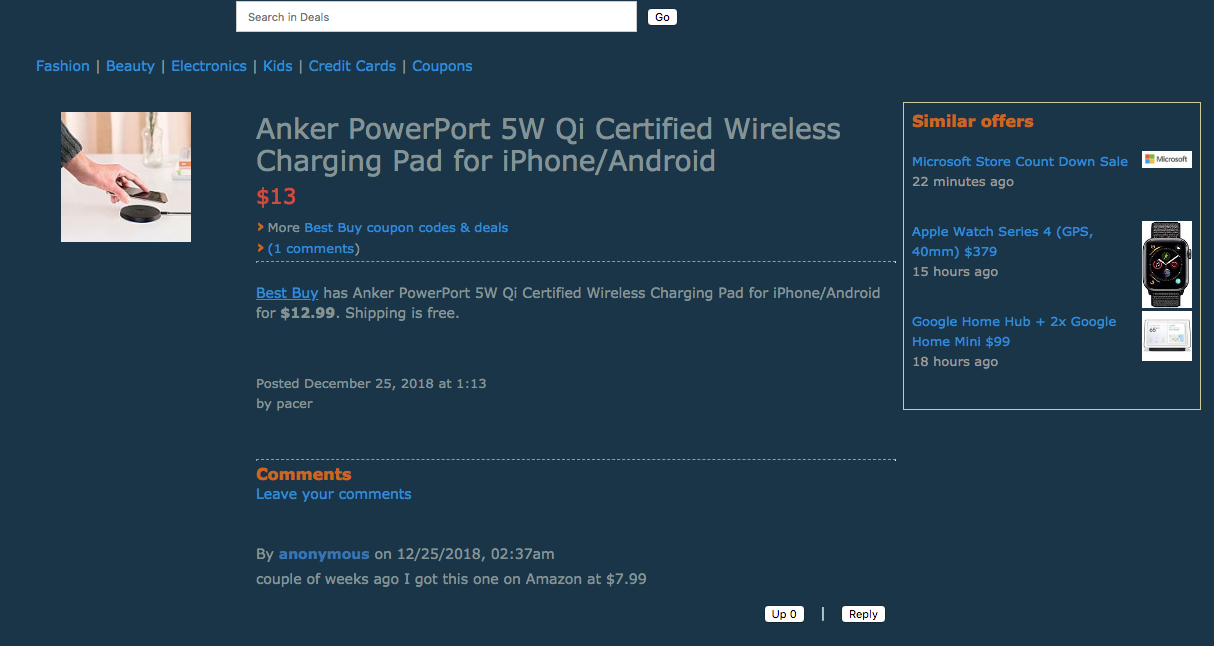 Search in Deals Go
Fashion | Beauty | Electronics | Kids | Credit Cards | Coupons
Anker PowerPort 5W Qi Certified Wireless
Charging Pad for iPhone/Android
$13
More Best Buy coupon codes & deals
(1 comments)
Best Buy has Anker PowerPort 5W Qi Certified Wireless Charging Pad for iPhone/Android
for $12.99. Shipping is free.
Posted December 25, 2018 at 1:13
by pacer
Comments
Leave your comments
By anonymous on 12/25/2018, 02:37am
couple of weeks ago I got this one on Amazon at $7.99
Up 0 | Reply
Similar offers
Microsoft Store Count Down Sale
Microsoft
22 minutes ago
Apple Watch Series 4 (GPS,
40mm) $379
15 hours ago
Google Home Hub + 2x Google
Home Mini $99
18 hours ago